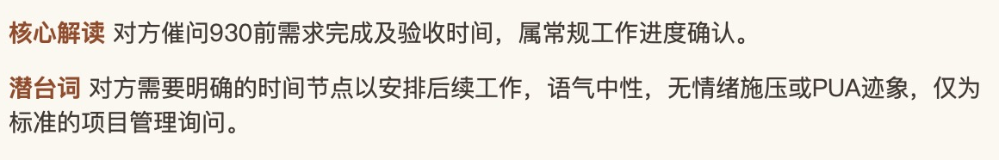 核心解读 对方催问930前需求完成及验收时间，属常规工作进度确认。
潜台词 对方需要明确的时间节点以安排后续工作，语气中性，无情绪施压或PUA迹象，仅为
标准的项目管理询问。